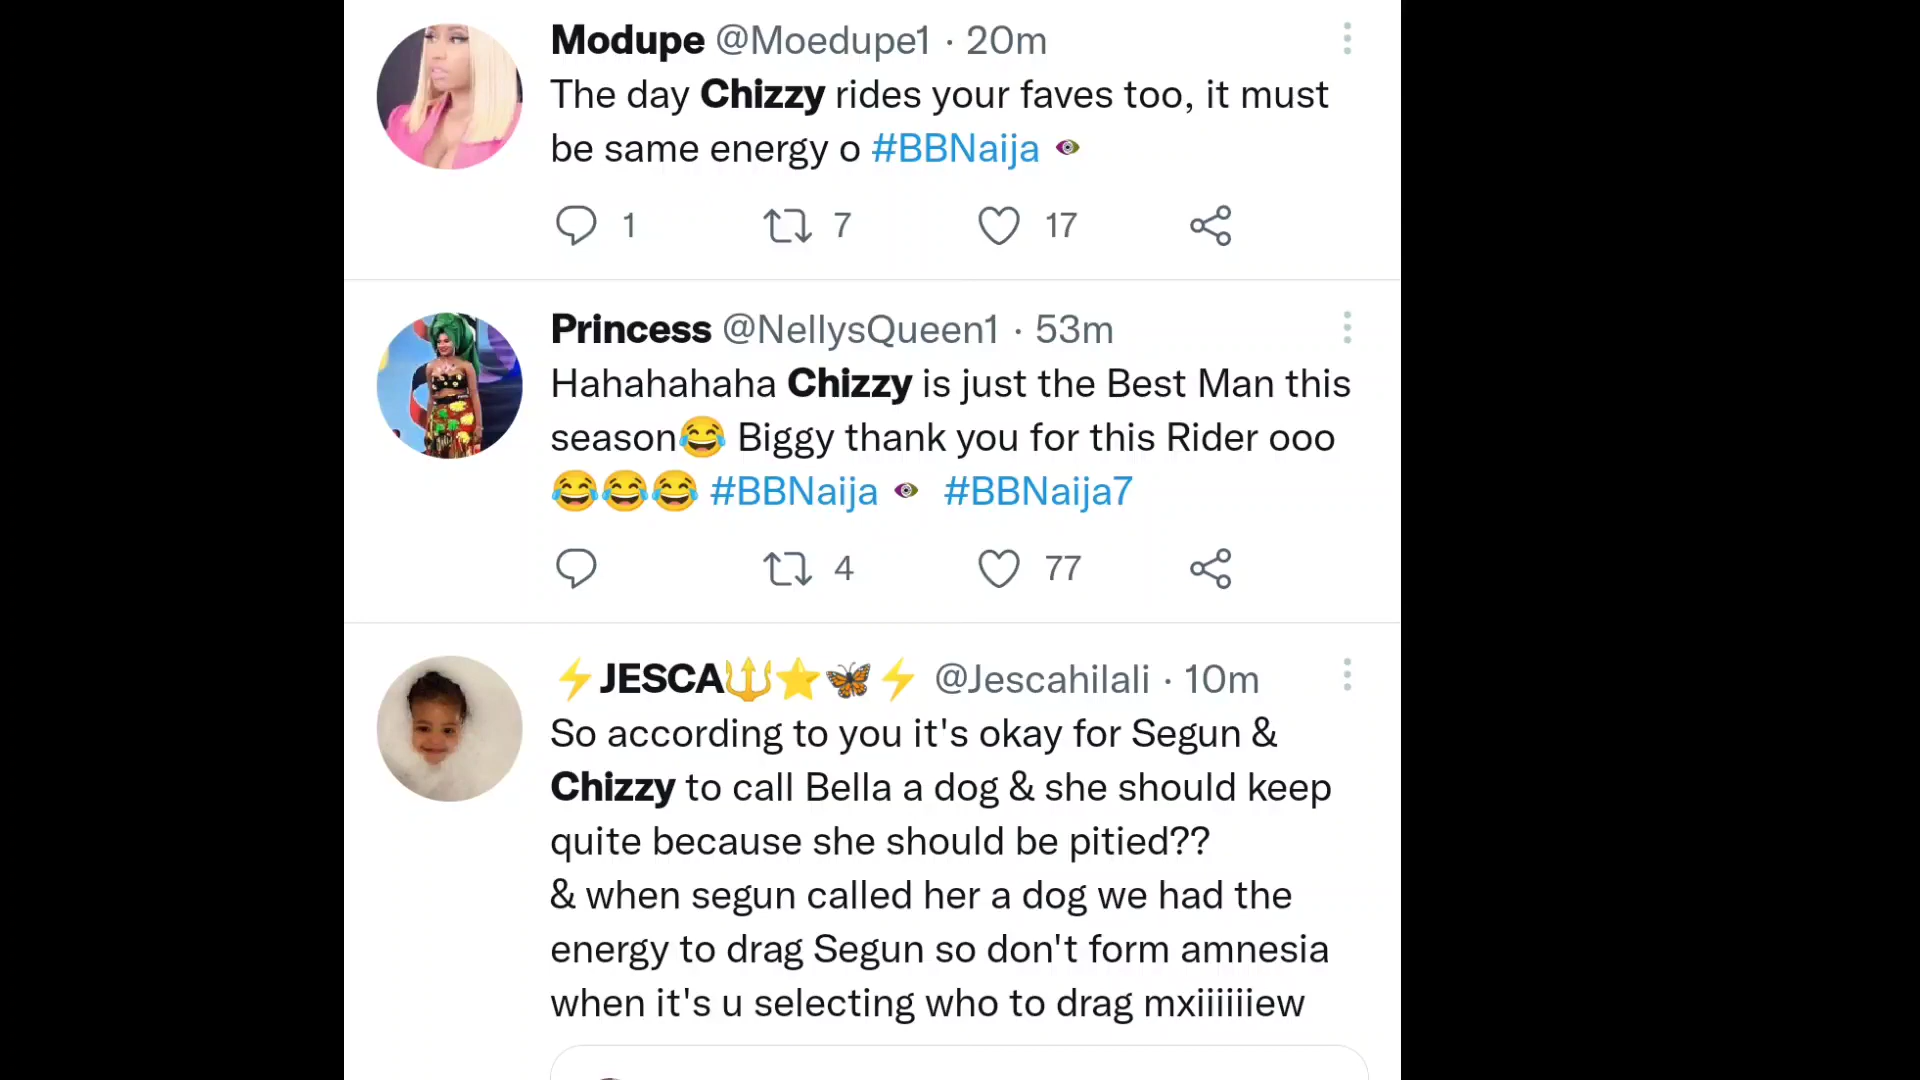 Modupe @Moedupe1 · 20m
The day Chizzy rides your faves too, it must
be same energy o #BBNaija
1 7 17
Princess @NellysQueen1 · 53m
Hahahahaha Chizzy is just the Best Man this
season😂 Biggy thank you for this Rider ooo
😂😂😂 #BBNaija #BBNaija7
4 77
⚡JESCA🔱⭐🦋⚡ @Jescahilali · 10m
So according to you it's okay for Segun &
Chizzy to call Bella a dog & she should keep
quite because she should be pitied??
& when segun called her a dog we had the
energy to drag Segun so don't form amnesia
when it's u selecting who to drag mxiiiiiiew